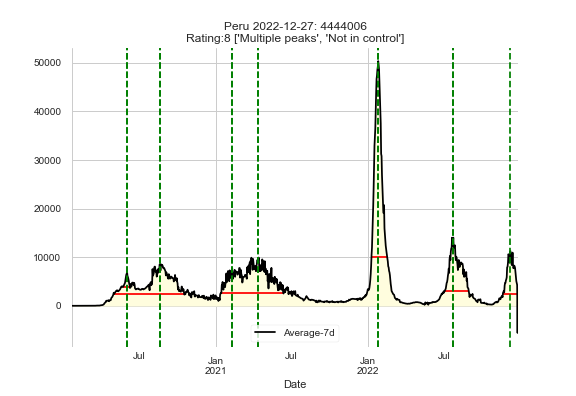 Peru 2022-12-27: 4444006
Rating:8 ['Multiple peaks', 'Not in control']
50000
40000
30000
20000
10000
0
Jul
Jan
2021
Jul
Jan
2022
Jul
Average-7d
Date